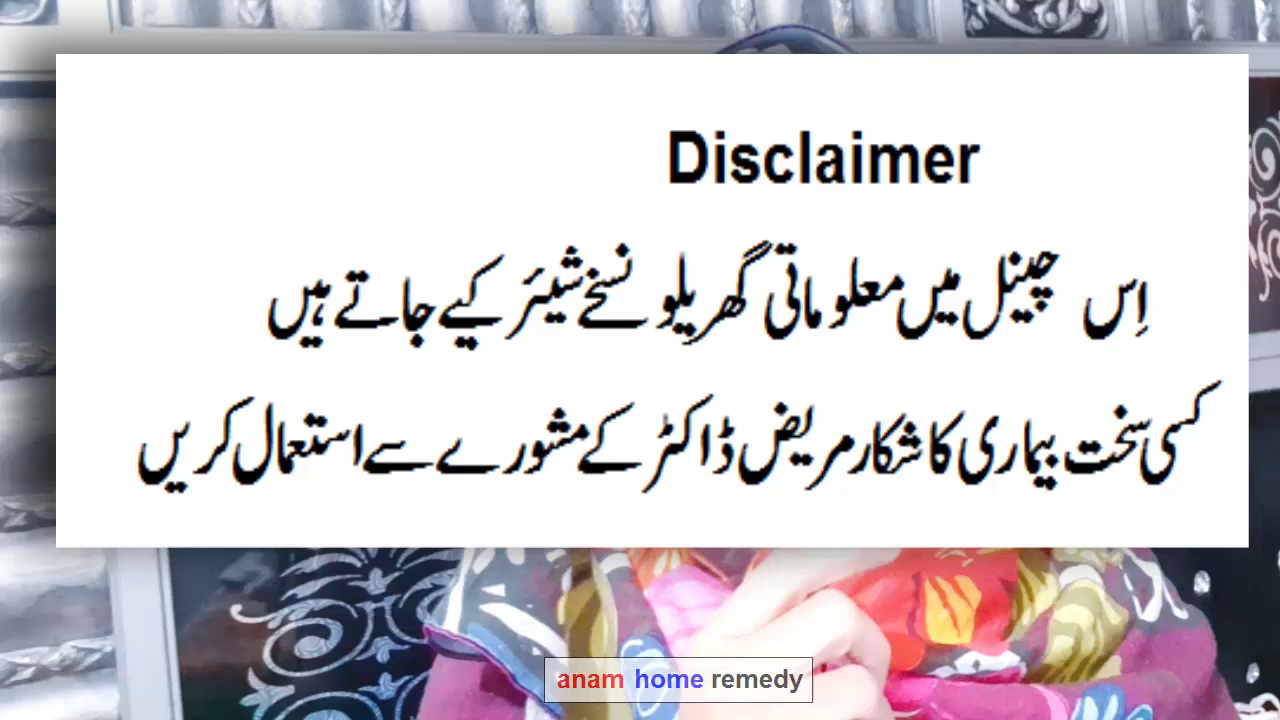 Disclaimer
اِس چینل میں معلوماتی گھریلو نسخے شیئر کیے جاتے ہیں
کسی سخت بیماری کا شکار مریض ڈاکٹر کے مشورے سے استعمال کریں
anam home remedy